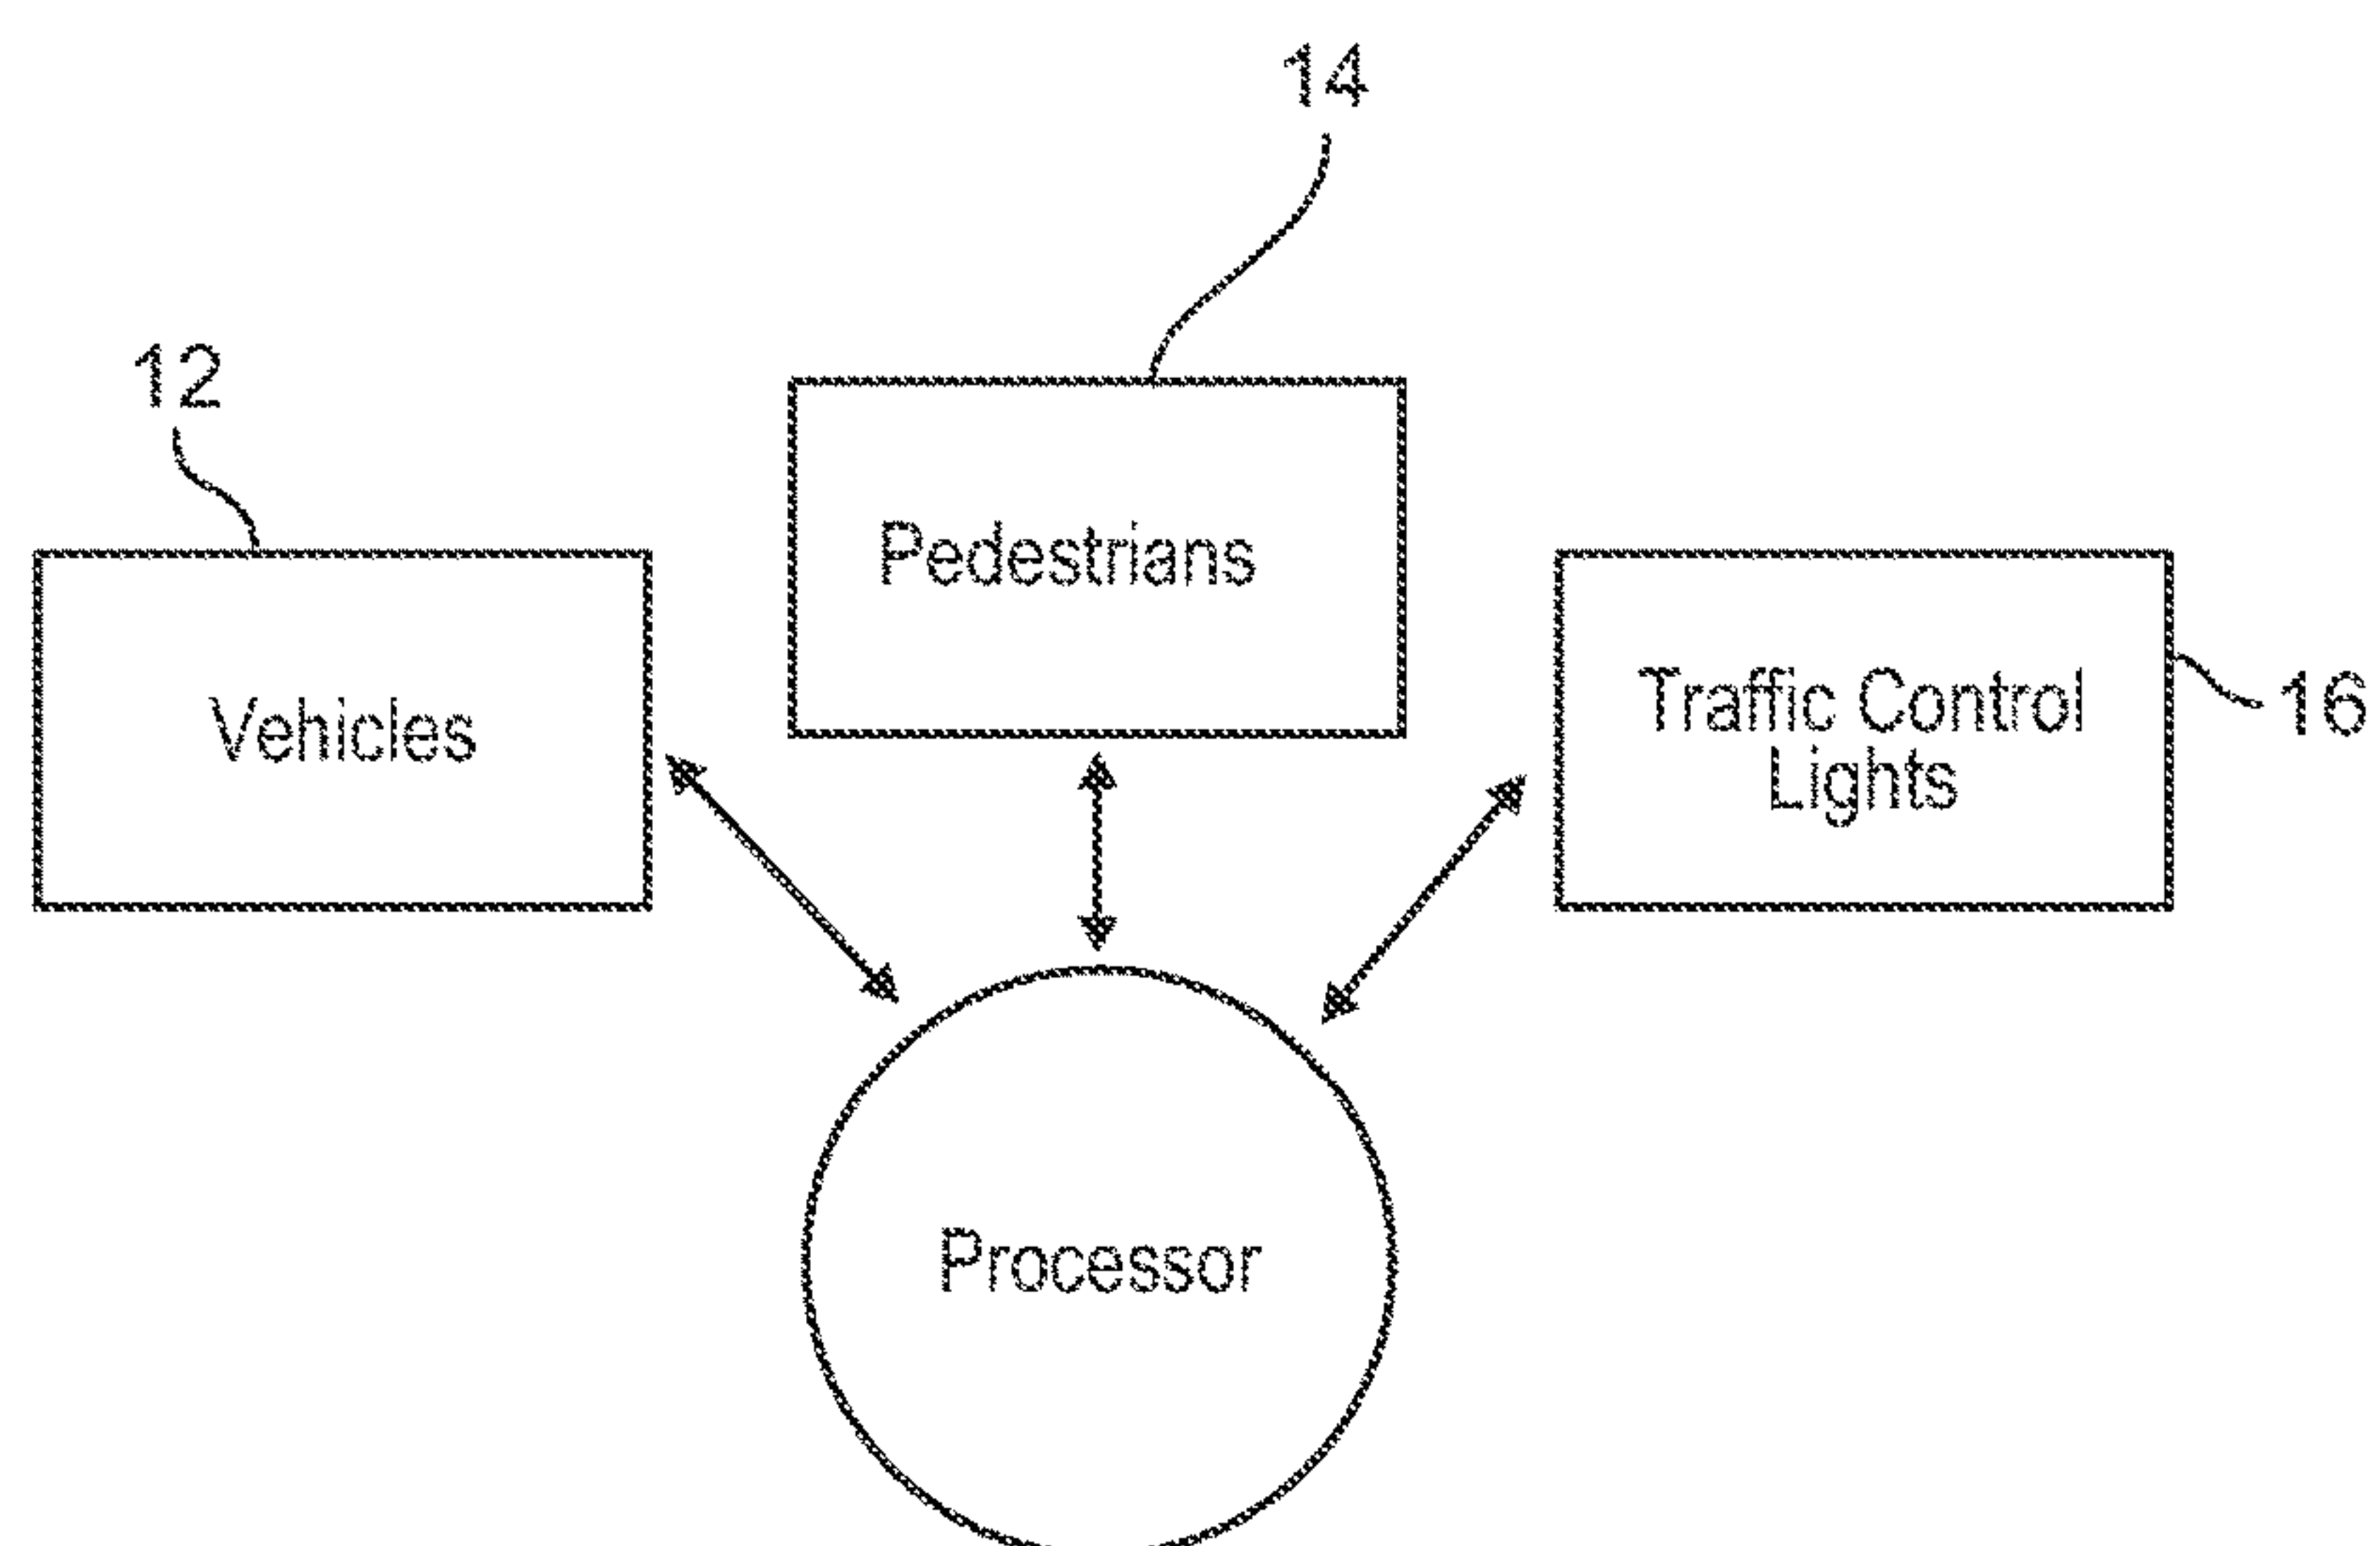 14
12
Pedestrians
Vehicles
Traffic Control
Lights
16
Processor